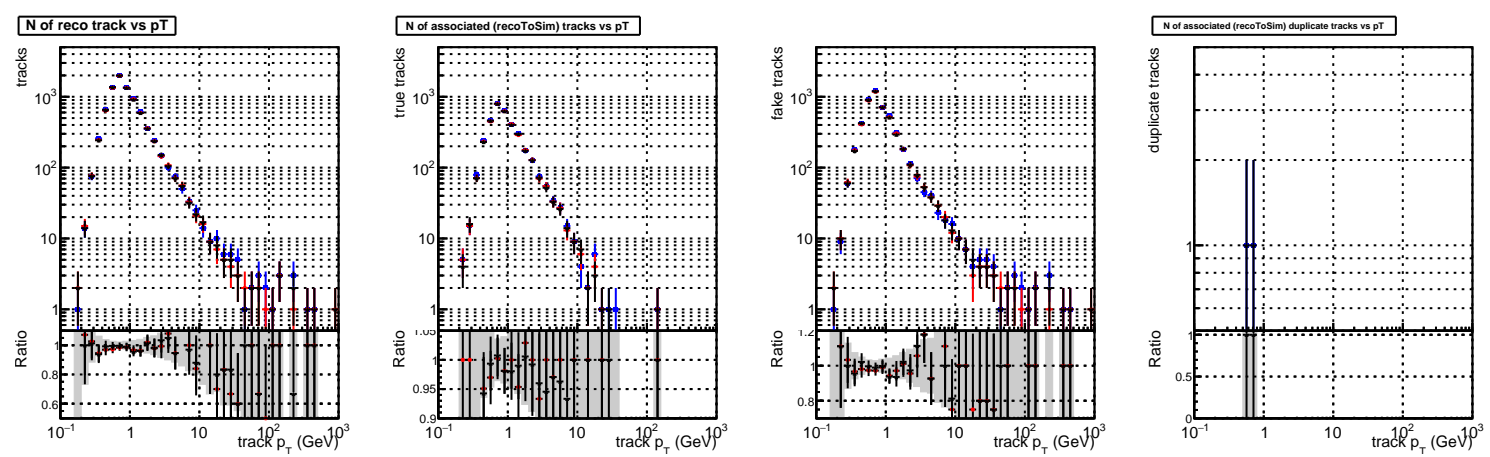 N of reco track vs pT
tracks
10³
10²
10
1
Ratio
1
0.8
0.6
10⁻¹ 1 10 10² 10³
track p_T (GeV)
N of associated (recoToSim) tracks vs pT
true tracks
10³
10²
10
1
Ratio
1.05
1
0.95
0.9
10⁻¹ 1 10 10² 10³
track p_T (GeV)
fake tracks
10³
10²
10
1
Ratio
1.2
1
0.8
10⁻¹ 1 10 10² 10³
track p_T (GeV)
N of associated (recoToSim) duplicate tracks vs pT
duplicate tracks
1
Ratio
1
0.5
0
10⁻¹ 1 10 10² 10³
track p_T (GeV)